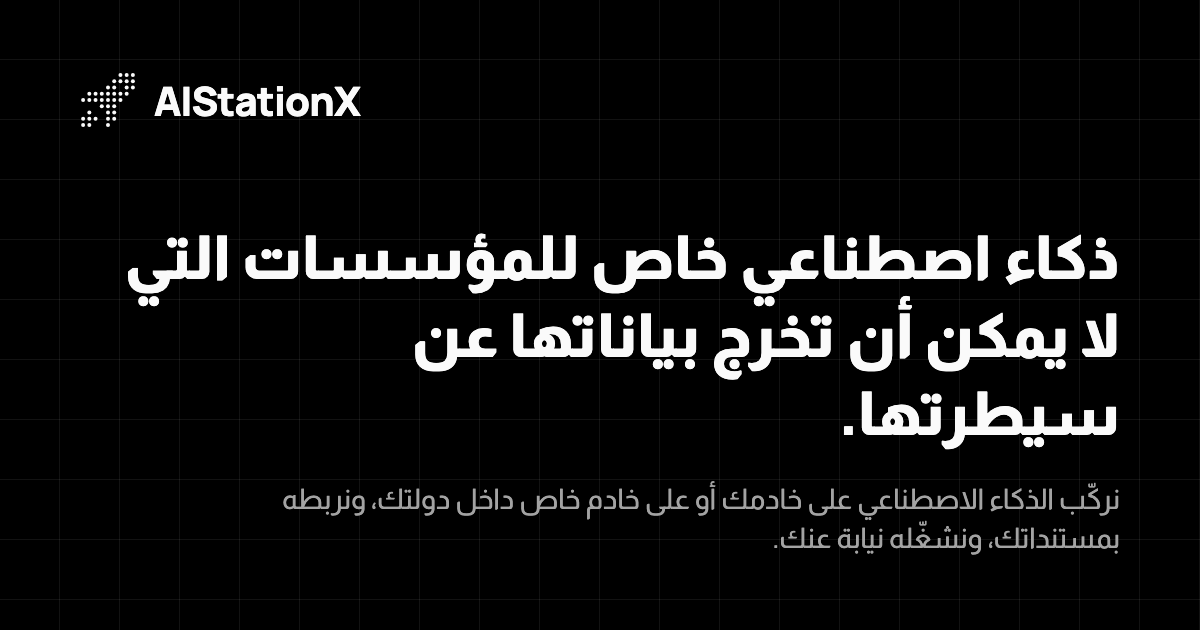 AIStationX
ذكاء اصطناعي خاص للمؤسسات التي
لا يمكن أن تخرج بياناتها عن
سيطرتها.
نركّب الذكاء الاصطناعي على خادمك أو على خادم خاص داخل دولتك، ونربطه
بمستنداتك، ونشغّله نيابة عنك.